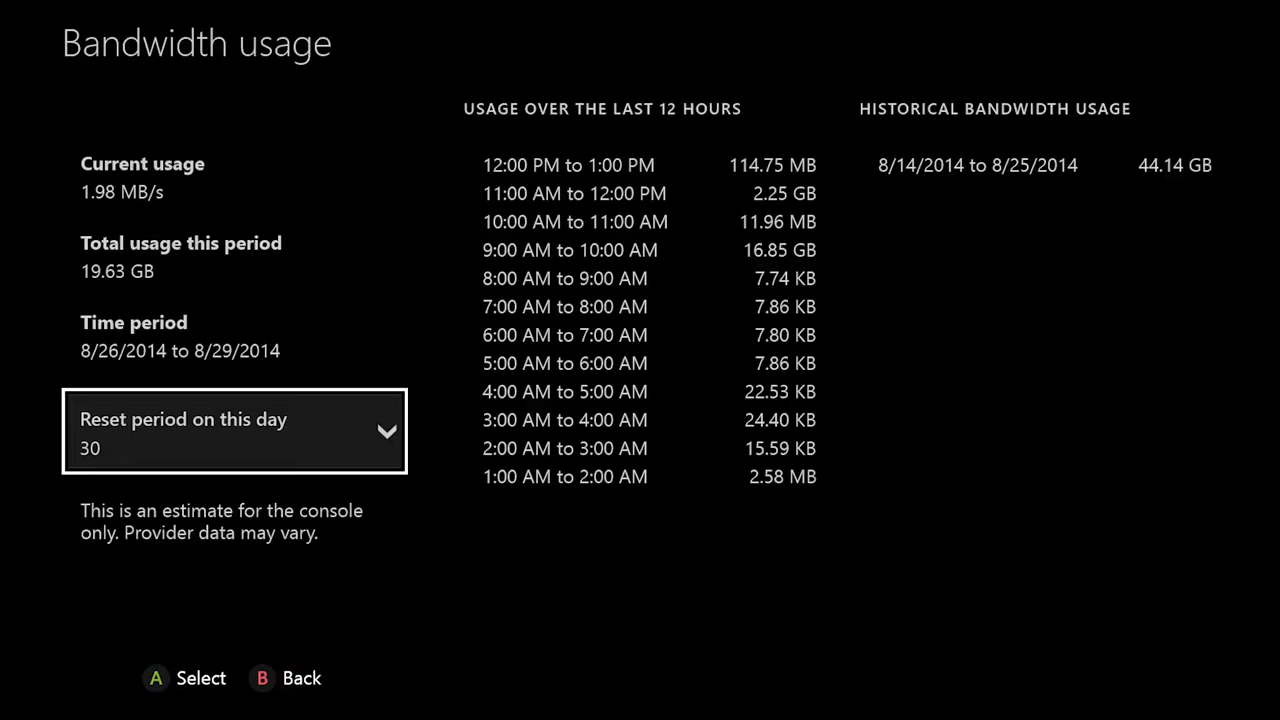 Bandwidth usage
Current usage
1.98 MB/s
Total usage this period
19.63 GB
Time period
8/26/2014 to 8/29/2014
Reset period on this day
30
This is an estimate for the console
only. Provider data may vary.
USAGE OVER THE LAST 12 HOURS
12:00 PM to 1:00 PM 114.75 MB
11:00 AM to 12:00 PM 2.25 GB
10:00 AM to 11:00 AM 11.96 MB
9:00 AM to 10:00 AM 16.85 GB
8:00 AM to 9:00 AM 7.74 KB
7:00 AM to 8:00 AM 7.86 KB
6:00 AM to 7:00 AM 7.80 KB
5:00 AM to 6:00 AM 7.86 KB
4:00 AM to 5:00 AM 22.53 KB
3:00 AM to 4:00 AM 24.40 KB
2:00 AM to 3:00 AM 15.59 KB
1:00 AM to 2:00 AM 2.58 MB
HISTORICAL BANDWIDTH USAGE
8/14/2014 to 8/25/2014 44.14 GB
A Select B Back